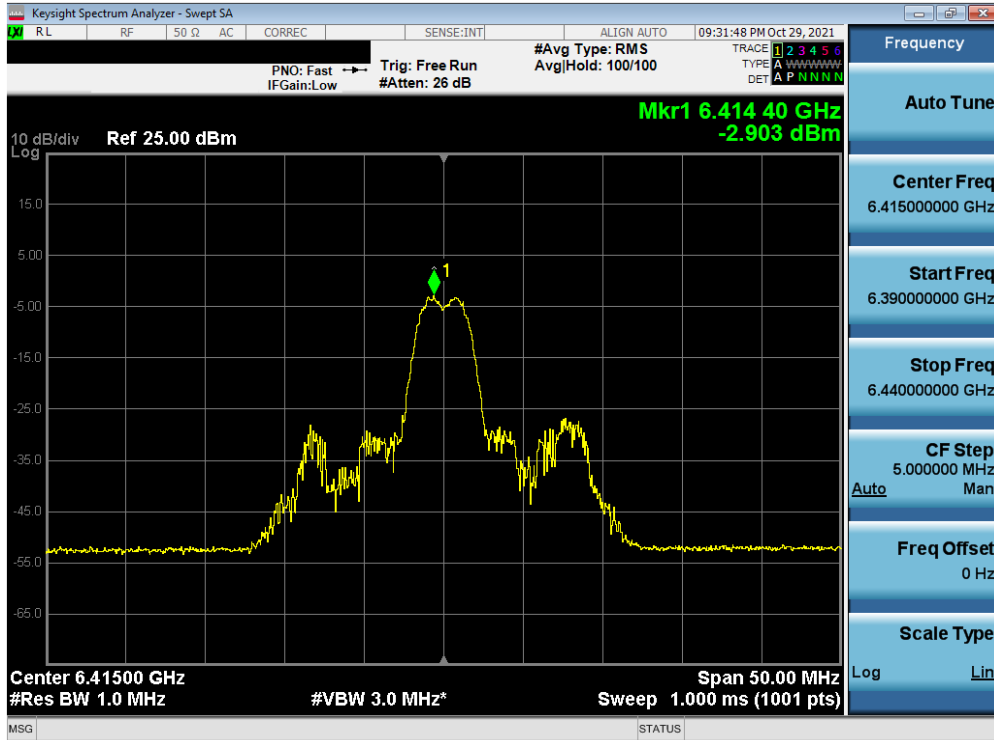 Keysight Spectrum Analyzer - Swept SA
LXI RL RF 50 Ω AC CORREC SENSE:INT ALIGN AUTO 09:31:48 PM Oct 29, 2021
PNO: Fast
IFGain:Low
Trig: Free Run
#Atten: 26 dB
#Avg Type: RMS
Avg|Hold: 100/100
TRACE 1 2 3 4 5 6
TYPE A WWWWW
DET A P N N N N
Mkr1 6.414 40 GHz
-2.903 dBm
10 dB/div Ref 25.00 dBm
Log
15.0
5.00
1
-5.00
-15.0
-25.0
-35.0
-45.0
-55.0
-65.0
Center 6.41500 GHz Span 50.00 MHz
#Res BW 1.0 MHz #VBW 3.0 MHz* Sweep 1.000 ms (1001 pts)
MSG STATUS
Frequency
Auto Tune
Center Freq
6.415000000 GHz
Start Freq
6.390000000 GHz
Stop Freq
6.440000000 GHz
CF Step
5.000000 MHz
Auto Man
Freq Offset
0 Hz
Scale Type
Log Lin